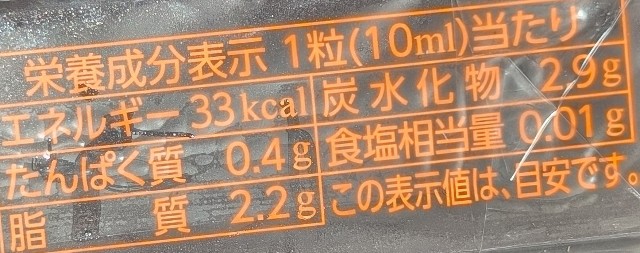 栄養成分表示 1粒(10ml)当たり
エネルギー 33kcal 炭水化物 2.9g
たんぱく質 0.4g 食塩相当量 0.01g
脂質 2.2g この表示値は、目安です。